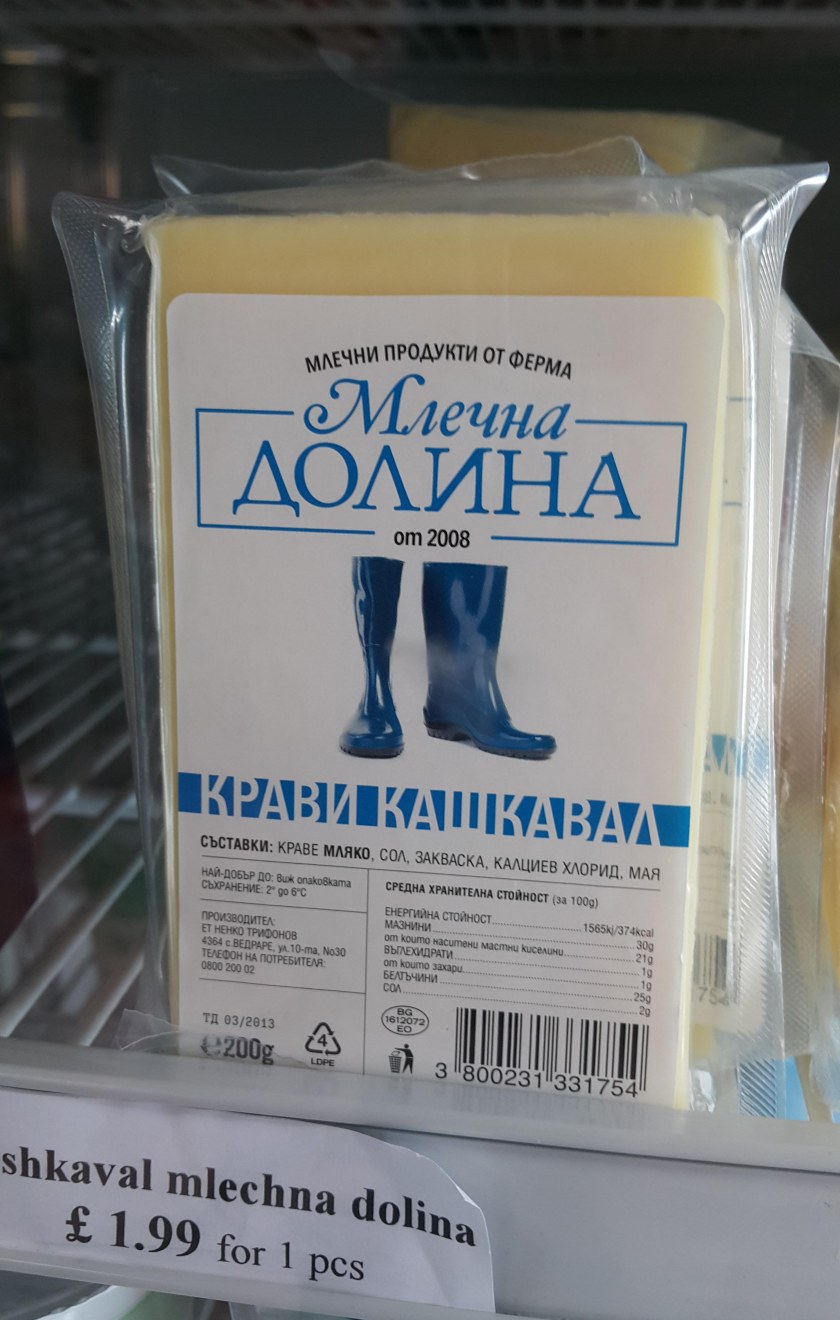 МЛЕЧНИ ПРОДУКТИ ОТ ФЕРМА
Млечна
ДОЛИНА
от 2008
КРАВИ КАШКАВАЛ
СЪСТАВКИ: КРАВЕ МЛЯКО, СОЛ, ЗАКВАСКА, КАЛЦИЕВ ХЛОРИД, МАЯ
НАЙ-ДОБЪР ДО: виж опаковката
СЪХРАНЕНИЕ: 2° до 6°C
ПРОИЗВОДИТЕЛ:
ЕТ НЕНКО ТРИФОНОВ
4364 с.ВЕДРАРЕ, ул.10-та, No30
ТЕЛЕФОН НА ПОТРЕБИТЕЛЯ:
0800 200 02
ТД 03/2013
200g
4
LDPE
СРЕДНА ХРАНИТЕЛНА СТОЙНОСТ (за 100g)
ЕНЕРГИЙНА СТОЙНОСТ 1565kj/374kcal
МАЗНИНИ 30g
от които наситени мастни киселини 21g
ВЪГЛЕХИДРАТИ 1g
от които захари 1g
БЕЛТЪЧИНИ 25g
СОЛ 2g
BG
1612072
EO
3 800231 331754
shkaval mlechna dolina
£ 1.99 for 1 pcs